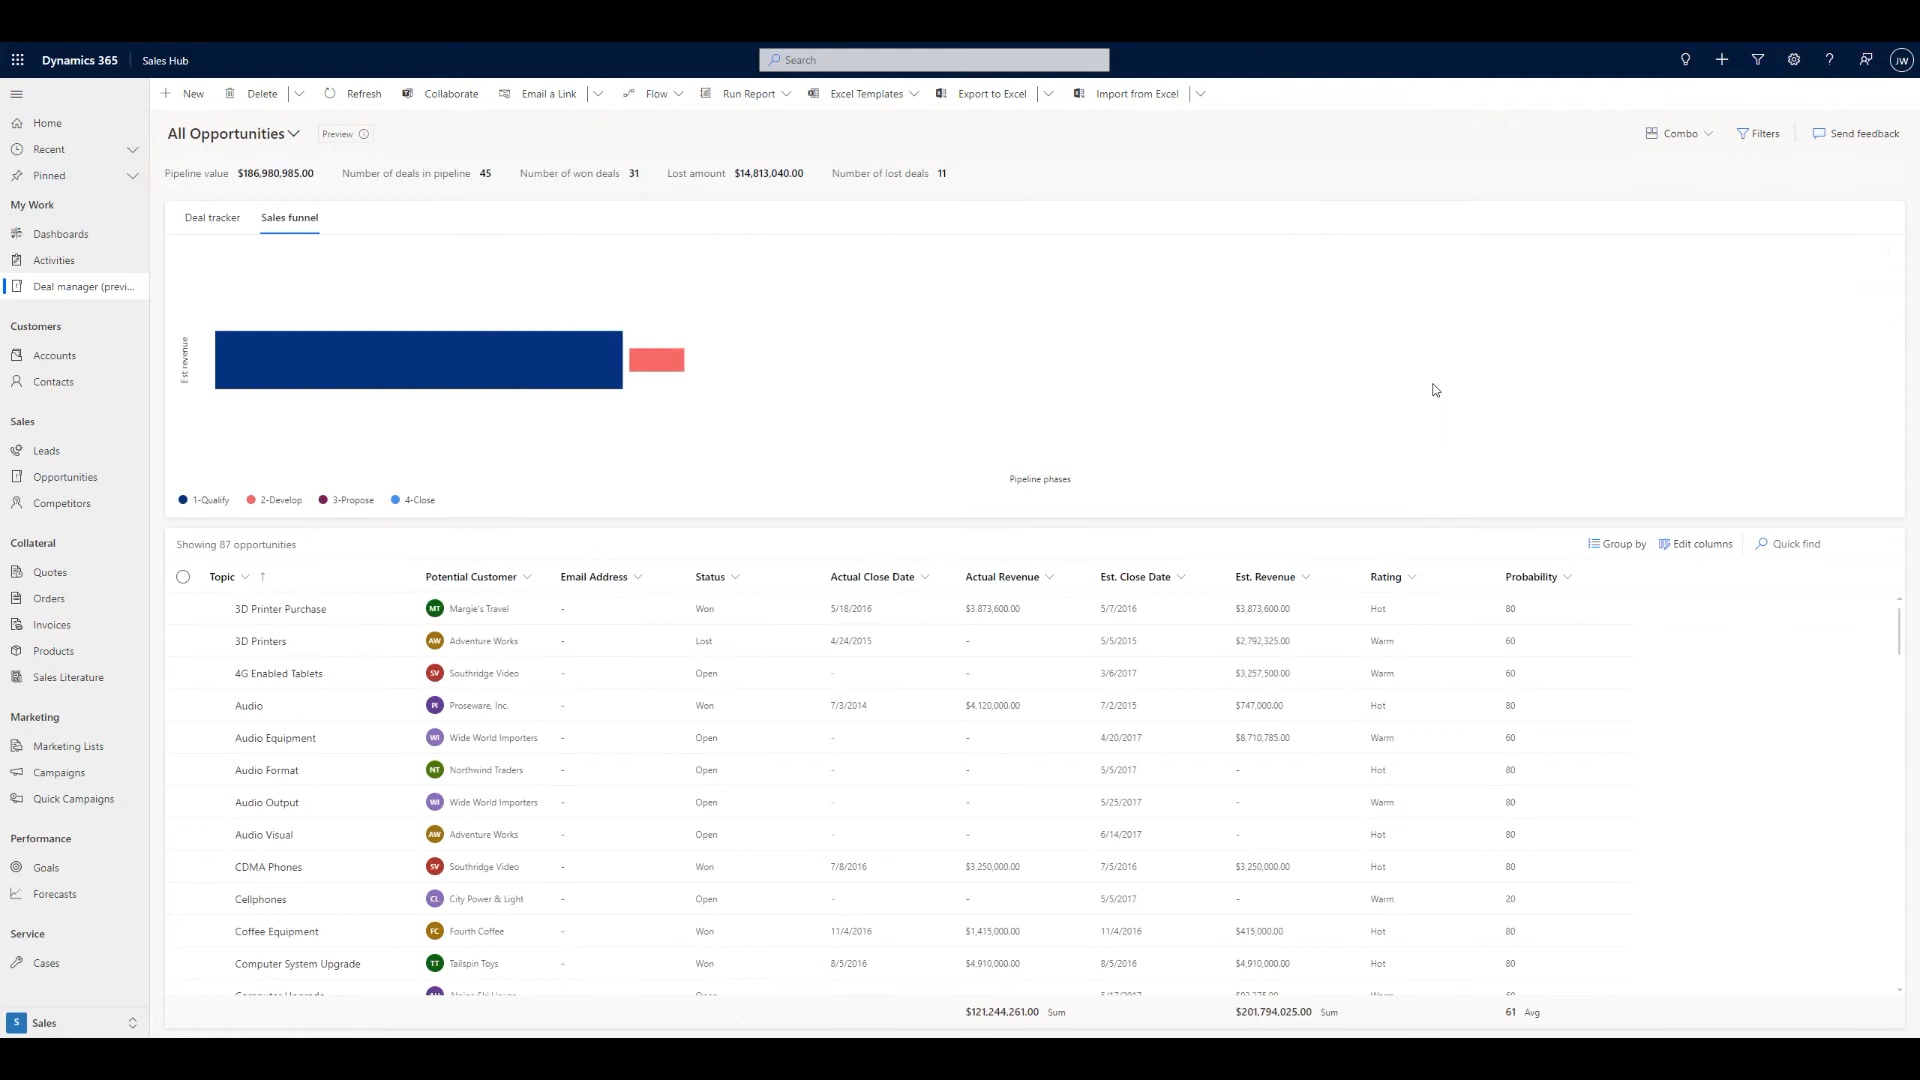 Dynamics 365
Sales Hub
Search
JW
New
Delete
Refresh
Collaborate
Email a Link
Flow
Run Report
Excel Templates
Export to Excel
Import from Excel
Home
Recent
Pinned
My Work
Dashboards
Activities
Deal manager (previ...
Customers
Accounts
Contacts
Sales
Leads
Opportunities
Competitors
Collateral
Quotes
Orders
Invoices
Products
Sales Literature
Marketing
Marketing Lists
Campaigns
Quick Campaigns
Performance
Goals
Forecasts
Service
Cases
S Sales
All Opportunities
Preview
Combo
Filters
Send feedback
Pipeline value $186,980,985.00 Number of deals in pipeline 45 Number of won deals 31 Lost amount $14,813,040.00 Number of lost deals 11
Deal tracker Sales funnel
Est revenue
Pipeline phases
1-Qualify 2-Develop 3-Propose 4-Close
Showing 87 opportunities
Group by Edit columns Quick find
Topic Potential Customer Email Address Status Actual Close Date Actual Revenue Est. Close Date Est. Revenue Rating Probability
3D Printer Purchase MT Margie's Travel - Won 5/18/2016 $3,873,600.00 5/7/2016 $3,873,600.00 Hot 80
3D Printers AW Adventure Works - Lost 4/24/2015 - 5/5/2015 $2,792,325.00 Warm 60
4G Enabled Tablets SV Southridge Video - Open - - 3/6/2017 $3,257,500.00 Warm 60
Audio PI Proseware, Inc. - Won 7/3/2014 $4,120,000.00 7/2/2015 $747,000.00 Hot 80
Audio Equipment WI Wide World Importers - Open - - 4/20/2017 $8,710,785.00 Warm 60
Audio Format NT Northwind Traders - Open - - 5/5/2017 - Hot 80
Audio Output WI Wide World Importers - Open - - 5/25/2017 - Warm 80
Audio Visual AW Adventure Works - Open - - 6/14/2017 - Hot 80
CDMA Phones SV Southridge Video - Won 7/8/2016 $3,250,000.00 7/5/2016 $3,250,000.00 Hot 80
Cellphones CL City Power & Light - Open - - 5/5/2017 - Warm 20
Coffee Equipment FC Fourth Coffee - Won 11/4/2016 $1,415,000.00 11/4/2016 $415,000.00 Hot 80
Computer System Upgrade TT Tailspin Toys - Won 8/5/2016 $4,910,000.00 8/5/2016 $4,910,000.00 Hot 80
$121,244,261.00 Sum $201,794,025.00 Sum 61 Avg